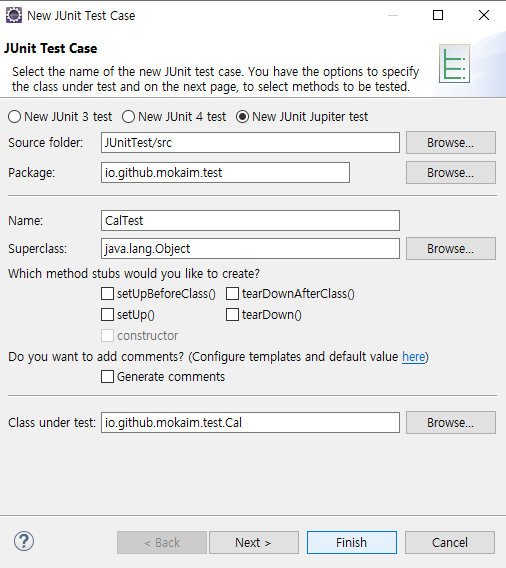 New JUnit Test Case
JUnit Test Case
Select the name of the new JUnit test case. You have the options to specify
the class under test and on the next page, to select methods to be tested.
New JUnit 3 test New JUnit 4 test New JUnit Jupiter test
Source folder: JUnitTest/src Browse...
Package: io.github.mokaim.test Browse...
Name: CalTest
Superclass: java.lang.Object Browse...
Which method stubs would you like to create?
setUpBeforeClass() tearDownAfterClass()
setUp() tearDown()
constructor
Do you want to add comments? (Configure templates and default value here)
Generate comments
Class under test: io.github.mokaim.test.Cal Browse...
? < Back Next > Finish Cancel